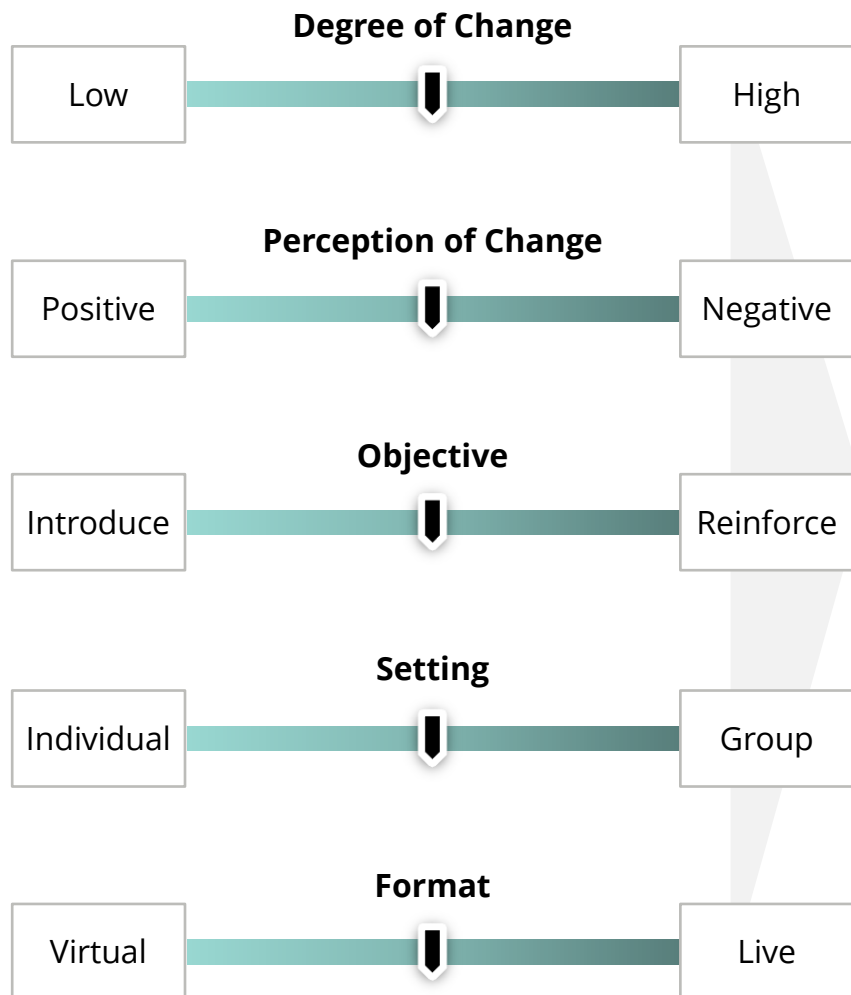 Degree of Change
Low
High
Perception of Change
Positive
Negative
Objective
Introduce
Reinforce
Setting
Individual
Group
Format
Virtual
Live